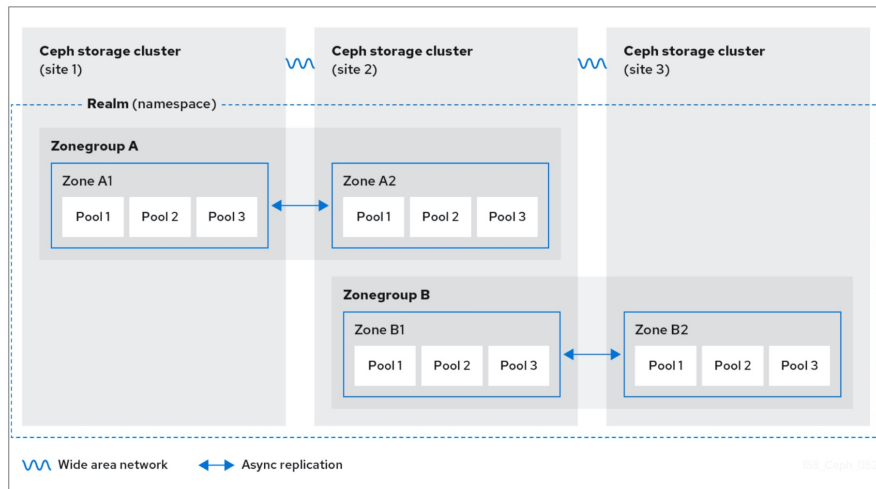 Ceph storage cluster
(site 1)
Ceph storage cluster
(site 2)
Ceph storage cluster
(site 3)
Realm (namespace)
Zonegroup A
Zone A1
Pool 1 Pool 2 Pool 3
Zone A2
Pool 1 Pool 2 Pool 3
Zonegroup B
Zone B1
Pool 1 Pool 2 Pool 3
Zone B2
Pool 1 Pool 2 Pool 3
Wide area network
Async replication